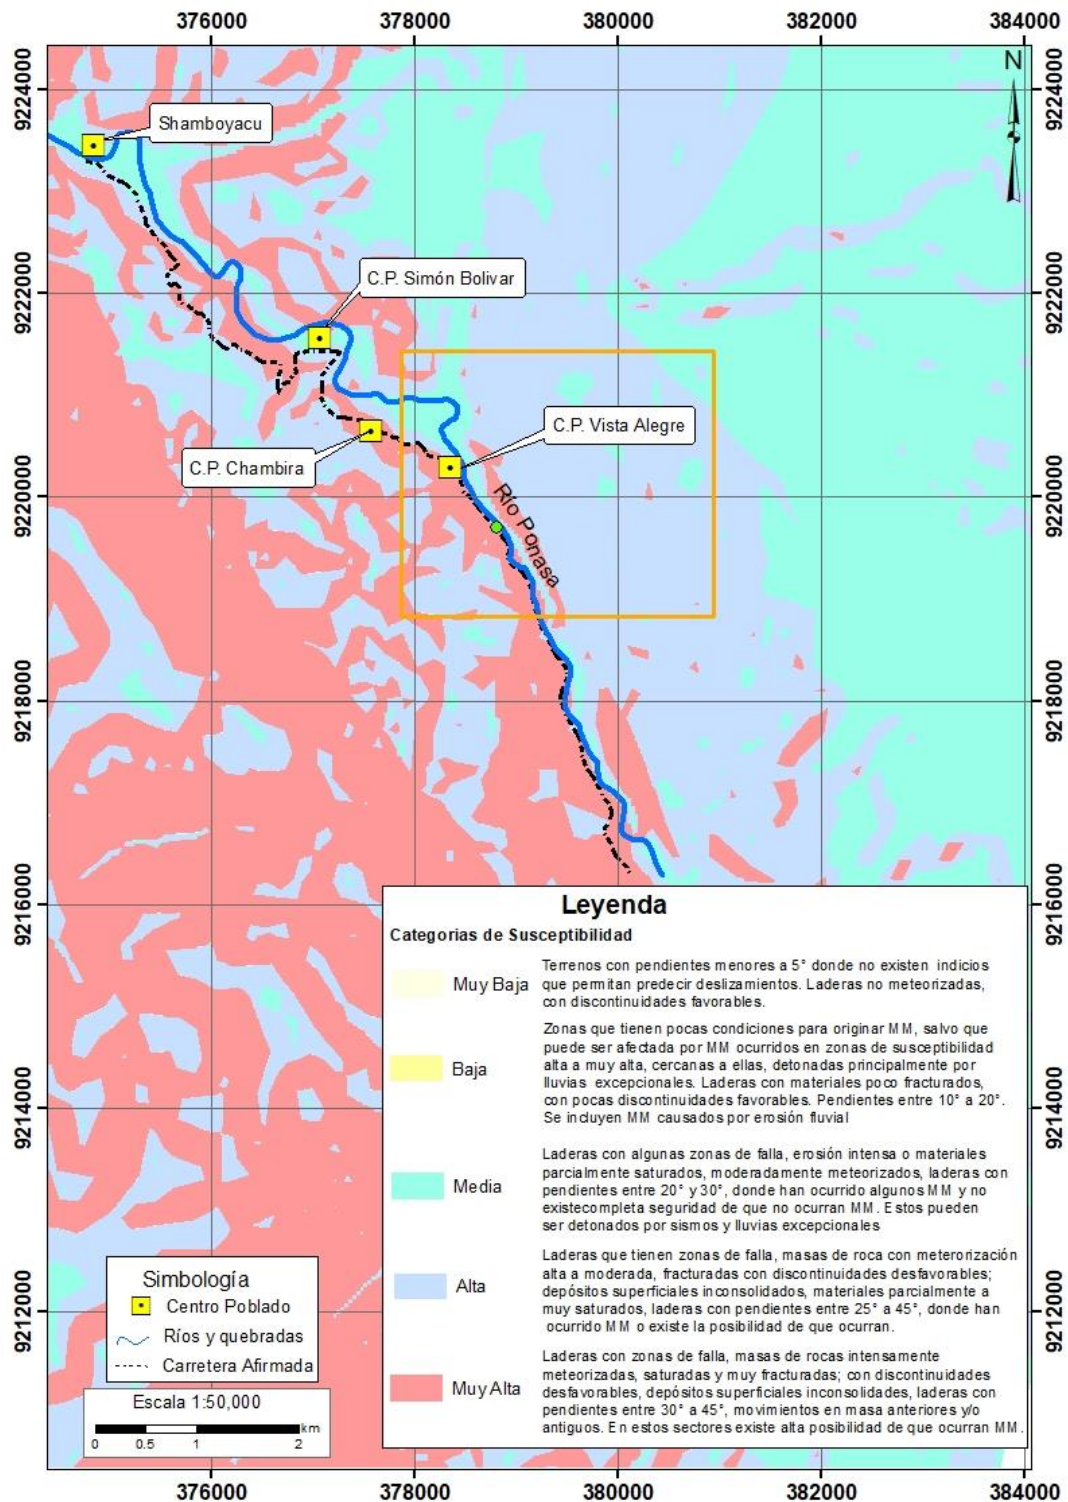 376000 378000 380000 382000 384000
N
9224000 9224000
Shamboyacu
C.P. Simón Bolivar
9222000 9222000
C.P. Vista Alegre
C.P. Chambira
9220000 9220000
Río Ponasa
9218000 9218000
9216000 9216000
Leyenda
Categorias de Susceptibilidad
Muy Baja
Terrenos con pendientes menores a 5° donde no existen indicios
que permitan predecir deslizamientos. Laderas no meteorizadas,
con discontinuidades favorables.
Baja
Zonas que tienen pocas condiciones para originar MM, salvo que
puede ser afectada por MM ocurridos en zonas de susceptibilidad
alta a muy alta, cercanas a ellas, detonadas principalmente por
lluvias excepcionales. Laderas con materiales poco fracturados,
con pocas discontinuidades favorables. Pendientes entre 10° a 20°.
Se incluyen MM causados por erosión fluvial
Media
Laderas con algunas zonas de falla, erosión intensa o materiales
parcialmente saturados, moderadamente meteorizados, laderas con
pendientes entre 20° y 30°, donde han ocurrido algunos MM y no
existecompleta seguridad de que no ocurran MM. Estos pueden
ser detonados por sismos y lluvias excepcionales
Alta
Laderas que tienen zonas de falla, masas de roca con meterorización
alta a moderada, fracturadas con discontinuidades desfavorables;
depósitos superficiales inconsolidados, materiales parcialmente a
muy saturados, laderas con pendientes entre 25° a 45°, donde han
ocurrido MM o existe la posibilidad de que ocurran.
Muy Alta
Laderas con zonas de falla, masas de rocas intensamente
meteorizadas, saturadas y muy fracturadas; con discontinuidades
desfavorables, depósitos superficiales inconsolidades, laderas con
pendientes entre 30° a 45°, movimientos en masa anteriores y/o
antiguos. En estos sectores existe alta posibilidad de que ocurran MM.
9214000 9214000
9212000 9212000
Simbología
Centro Poblado
Ríos y quebradas
Carretera Afirmada
Escala 1:50,000
km
0 0.5 1 2
376000 378000 380000 382000 384000